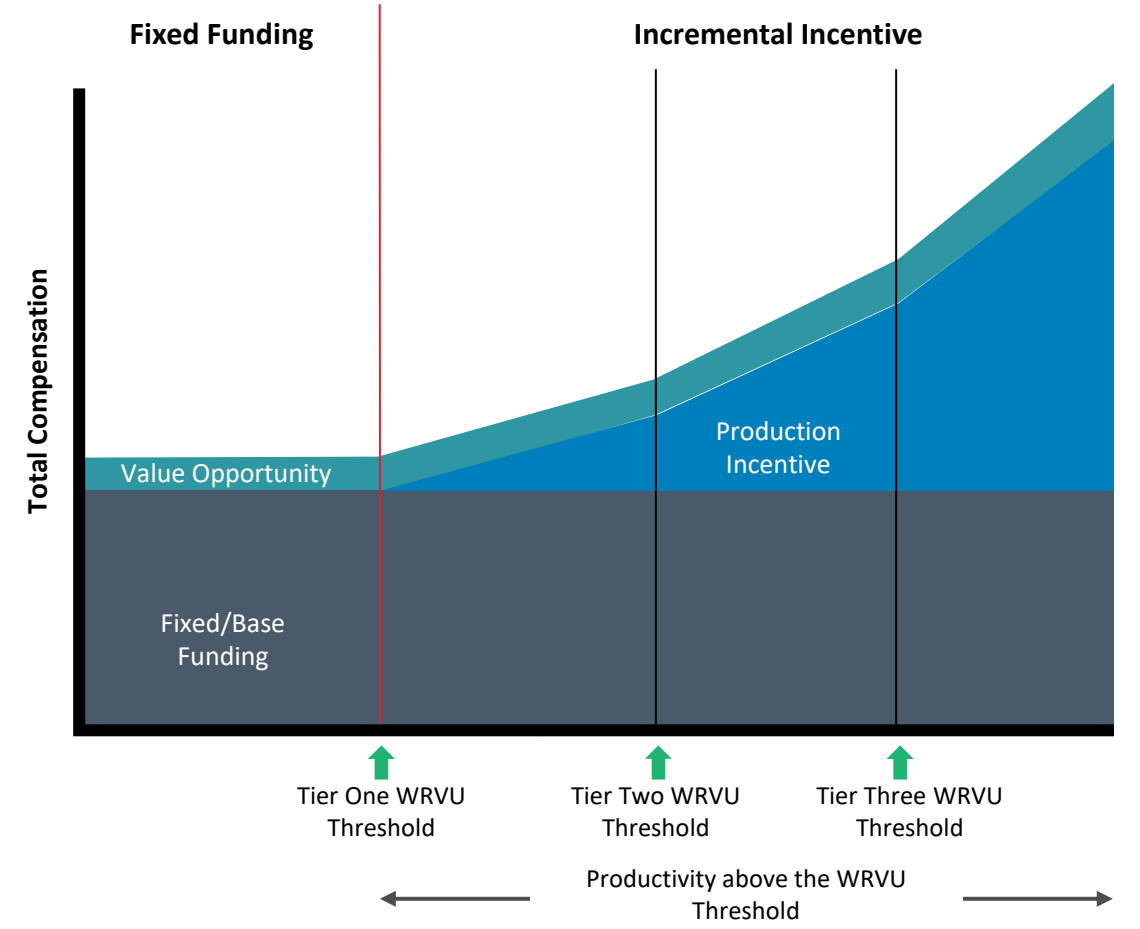 Fixed Funding
Incremental Incentive
Total Compensation
Value Opportunity
Production
Incentive
Fixed/Base
Funding
Tier One WRVU
Threshold
Tier Two WRVU
Threshold
Tier Three WRVU
Threshold
Productivity above the WRVU
Threshold